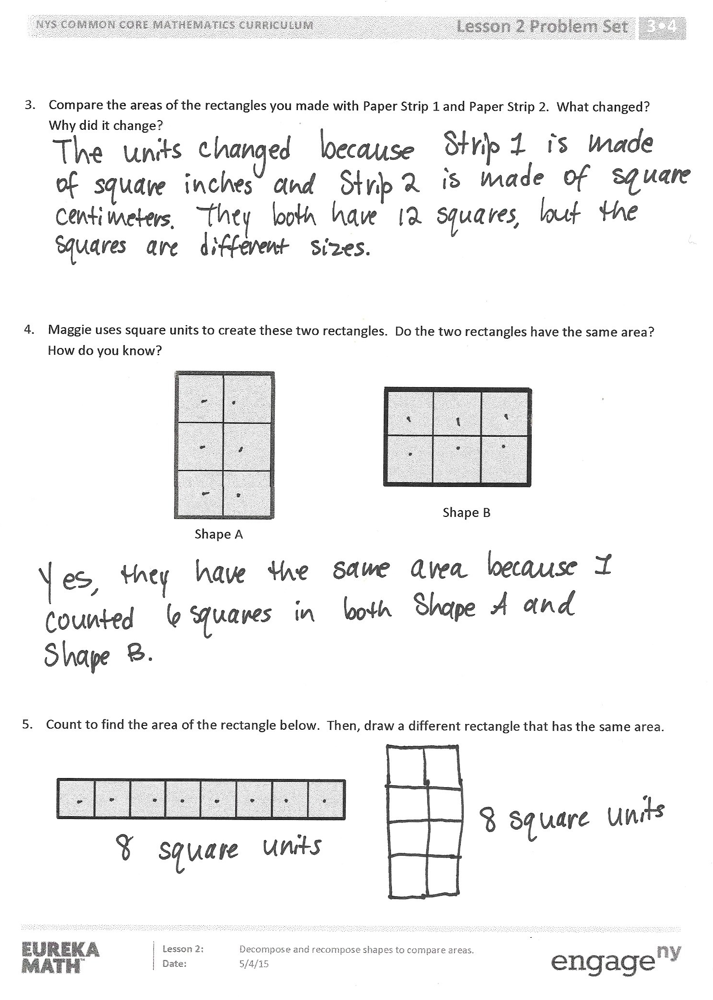 NYS COMMON CORE MATHEMATICS CURRICULUM
Lesson 2 Problem Set
3•4
3. Compare the areas of the rectangles you made with Paper Strip 1 and Paper Strip 2. What changed?
Why did it change?
The units changed because Strip 1 is made
of square inches and Strip 2 is made of square
centimeters. They both have 12 squares, but the
squares are different sizes.
4. Maggie uses square units to create these two rectangles. Do the two rectangles have the same area?
How do you know?
Shape A
Shape B
Yes, they have the same area because I
counted 6 squares in both Shape A and
Shape B.
5. Count to find the area of the rectangle below. Then, draw a different rectangle that has the same area.
8 square units
8 square units
EUREKA
MATH™
Lesson 2: Decompose and recompose shapes to compare areas.
Date: 5/4/15
engageny